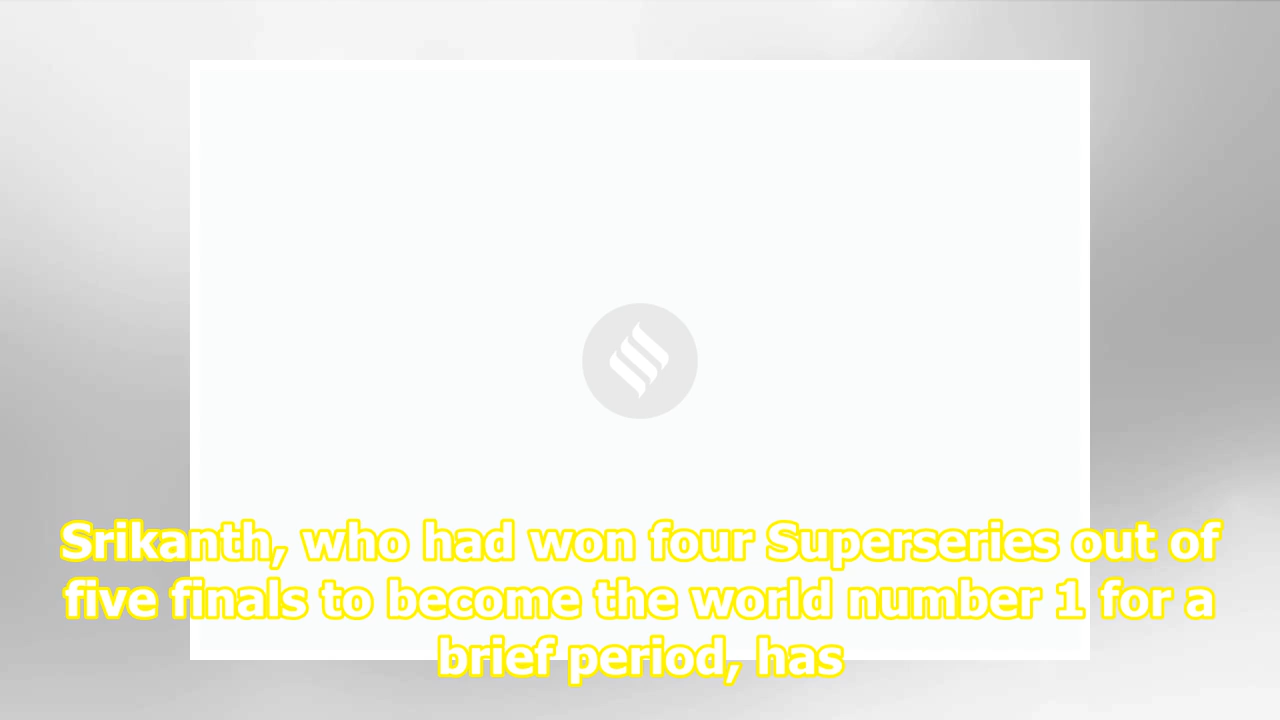 Srikanth, who had won four Superseries out of
five finals to become the world number 1 for a
brief period, has